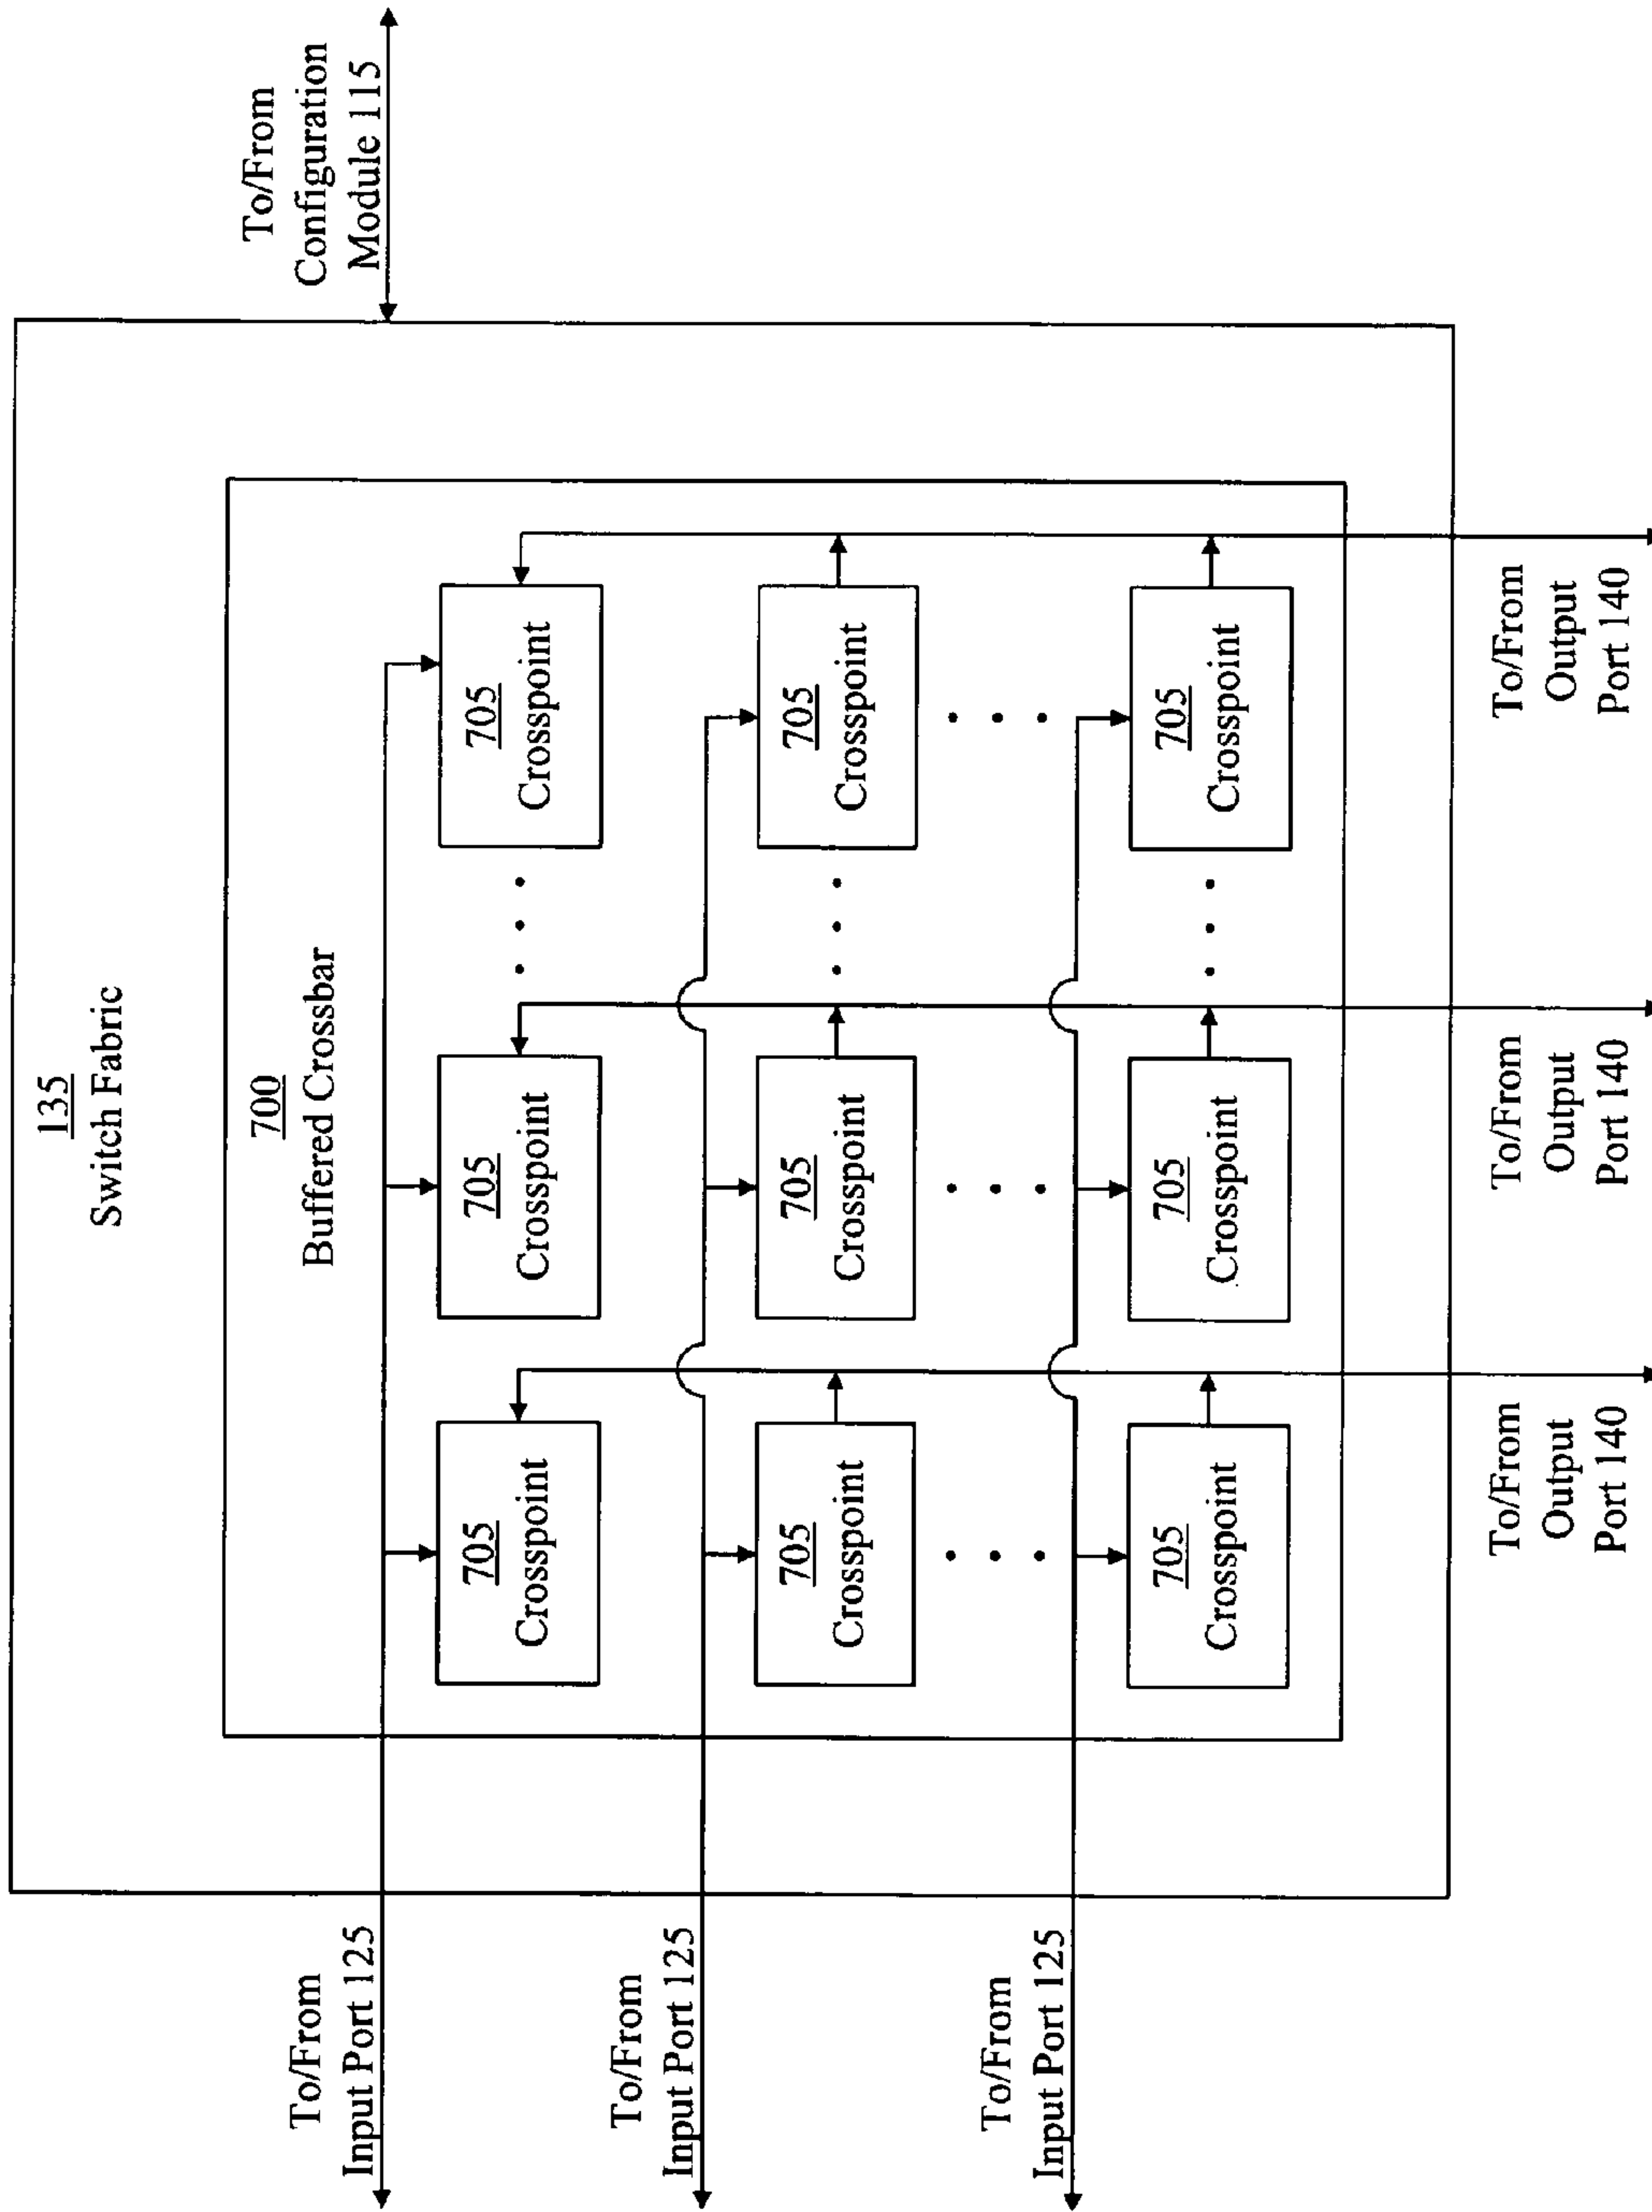 135
Switch Fabric
700
Buffered Crossbar
To/From
Configuration
Module 115
To/From
Input Port 125
705
Crosspoint
705
Crosspoint
. . .
705
Crosspoint
To/From
Input Port 125
705
Crosspoint
705
Crosspoint
. . .
705
Crosspoint
To/From
Input Port 125
705
Crosspoint
705
Crosspoint
. . .
705
Crosspoint
To/From
Output
Port 140
To/From
Output
Port 140
To/From
Output
Port 140